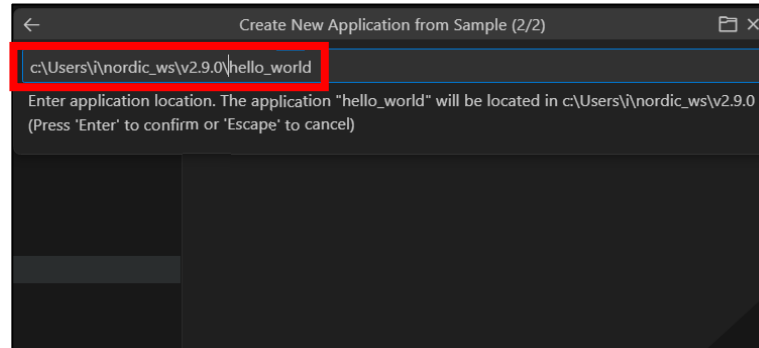 Create New Application from Sample (2/2)
c:\Users\i\nordic_ws\v2.9.0\hello_world
Enter application location. The application "hello_world" will be located in c:\Users\i\nordic_ws\v2.9.0
(Press 'Enter' to confirm or 'Escape' to cancel)